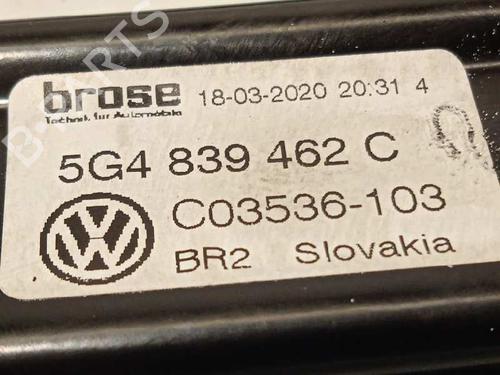 brose 18-03-2020 20:31 4
Technik für Automobile
5G4 839 462 C
C03536-103
BR2 Slovakia